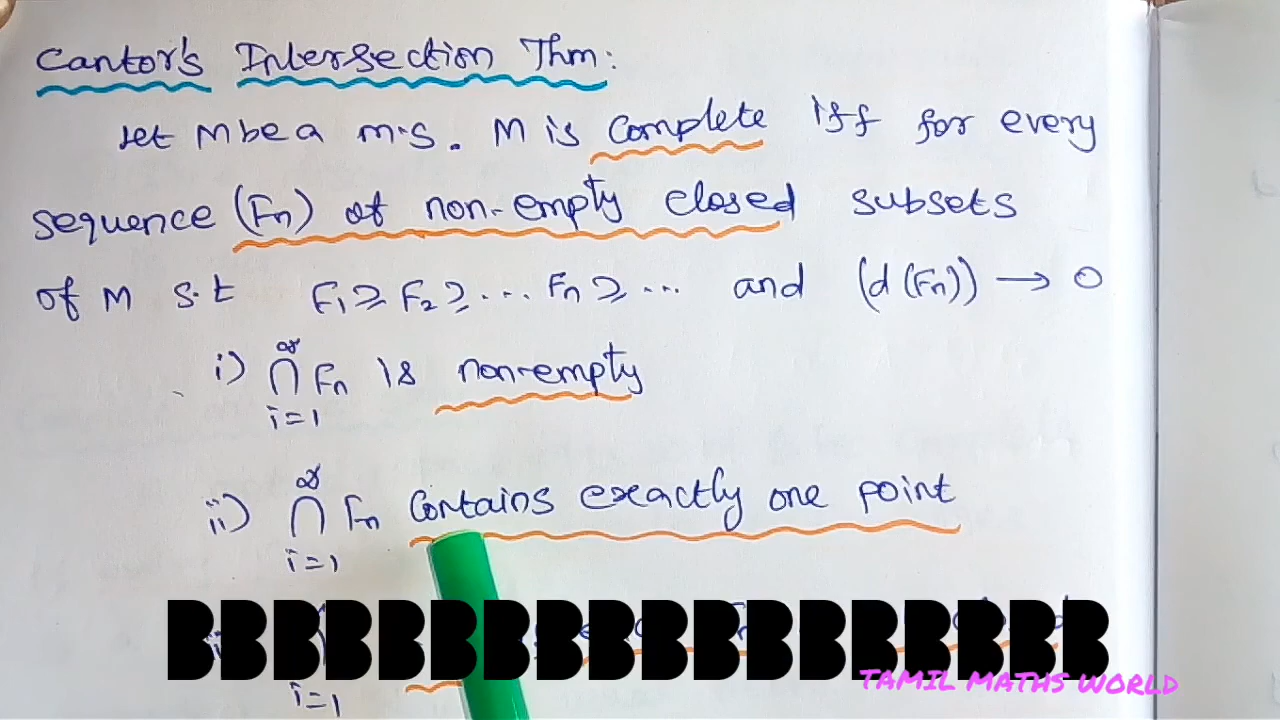 Cantor's Intersection Thm:
Let M be a m.s. M is complete iff for every
sequence (Fn) of non-empty closed subsets
of M s.t F₁ ⩾ F₂ ⩾ ... Fn ⩾ ... and (d(Fn)) → 0
i) ∞
∩ Fn is non-empty
i=1
ii) ∞
∩ Fn contains exactly one point
i=1
BBBBBBBBBBBBBBBBBB
i=1
TAMIL MATHS WORLD